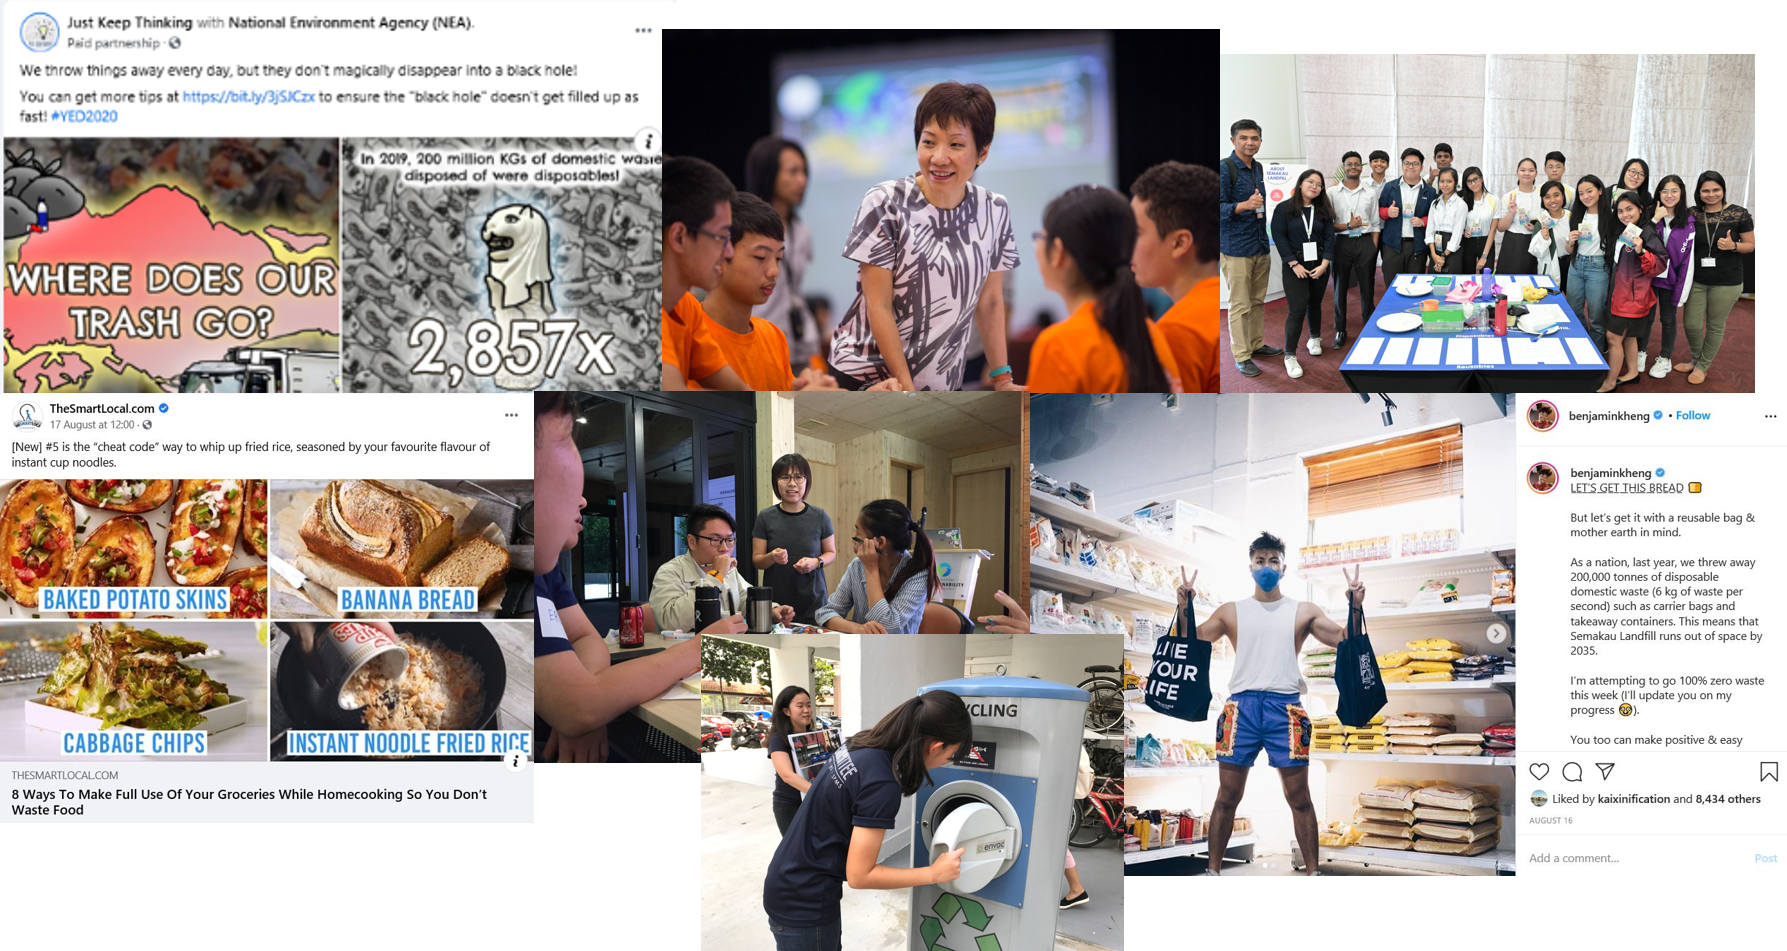 Just Keep Thinking with National Environment Agency (NEA).
Paid partnership ·
We throw things away every day, but they don't magically disappear into a black hole!
You can get more tips at https://bit.ly/3jSJCzx to ensure the "black hole" doesn't get filled up as
fast! #YED2020
WHERE DOES OUR
TRASH GO?
In 2019, 200 million KGs of domestic waste
disposed of were disposables!
2,857x
ABOUT
SEMAKAU
LANDFILL
Reusables
TheSmartLocal.com
17 August at 12:00 ·
[New] #5 is the "cheat code" way to whip up fried rice, seasoned by your favourite flavour of
instant cup noodles.
BAKED POTATO SKINS
BANANA BREAD
CABBAGE CHIPS
INSTANT NOODLE FRIED RICE
THESMARTLOCAL.COM
8 Ways To Make Full Use Of Your Groceries While Homecooking So You Don't
Waste Food
CYCLING
envac
LIVE
YOUR
LIFE
benjaminkheng • Follow
benjaminkheng
LET'S GET THIS BREAD 🍞
But let's get it with a reusable bag &
mother earth in mind.
As a nation, last year, we threw away
200,000 tonnes of disposable
domestic waste (6 kg of waste per
second) such as carrier bags and
takeaway containers. This means that
Semakau Landfill runs out of space by
2035.
I'm attempting to go 100% zero waste
this week (I'll update you on my
progress 😂).
You too can make positive & easy
Liked by kaixinification and 8,434 others
AUGUST 16
Add a comment...
Post